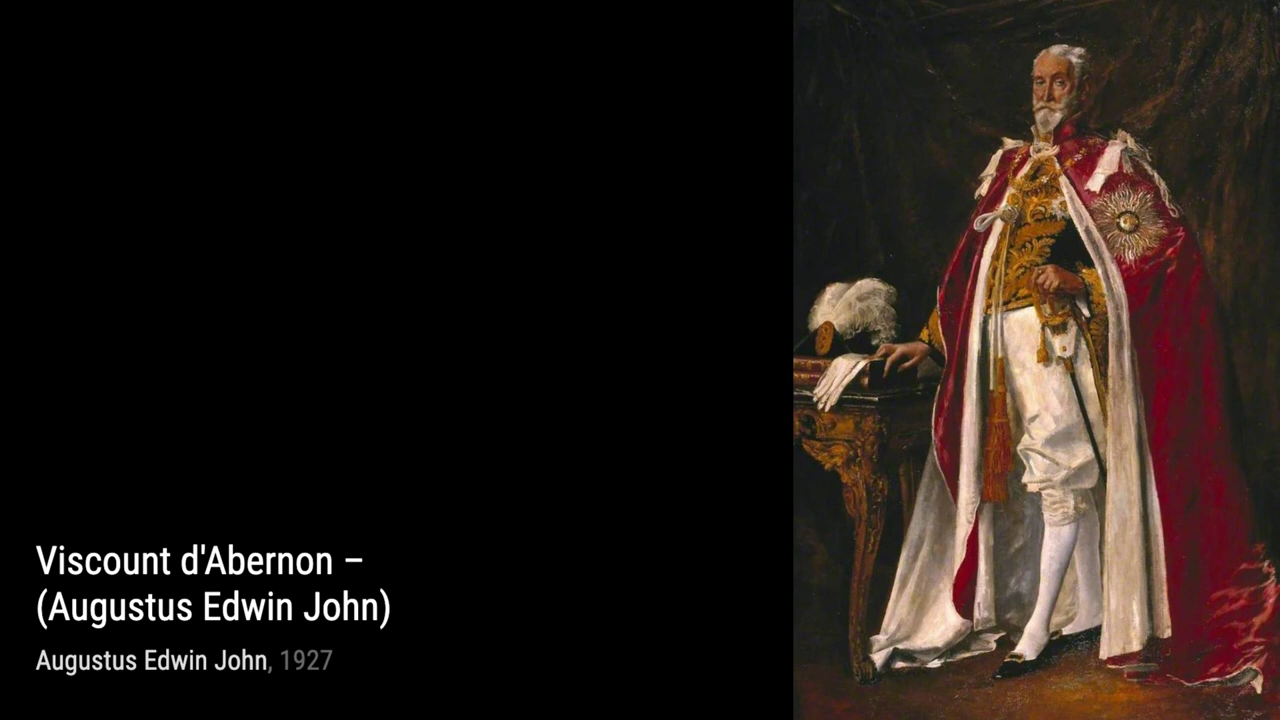 Viscount d'Abernon –
(Augustus Edwin John)
Augustus Edwin John, 1927